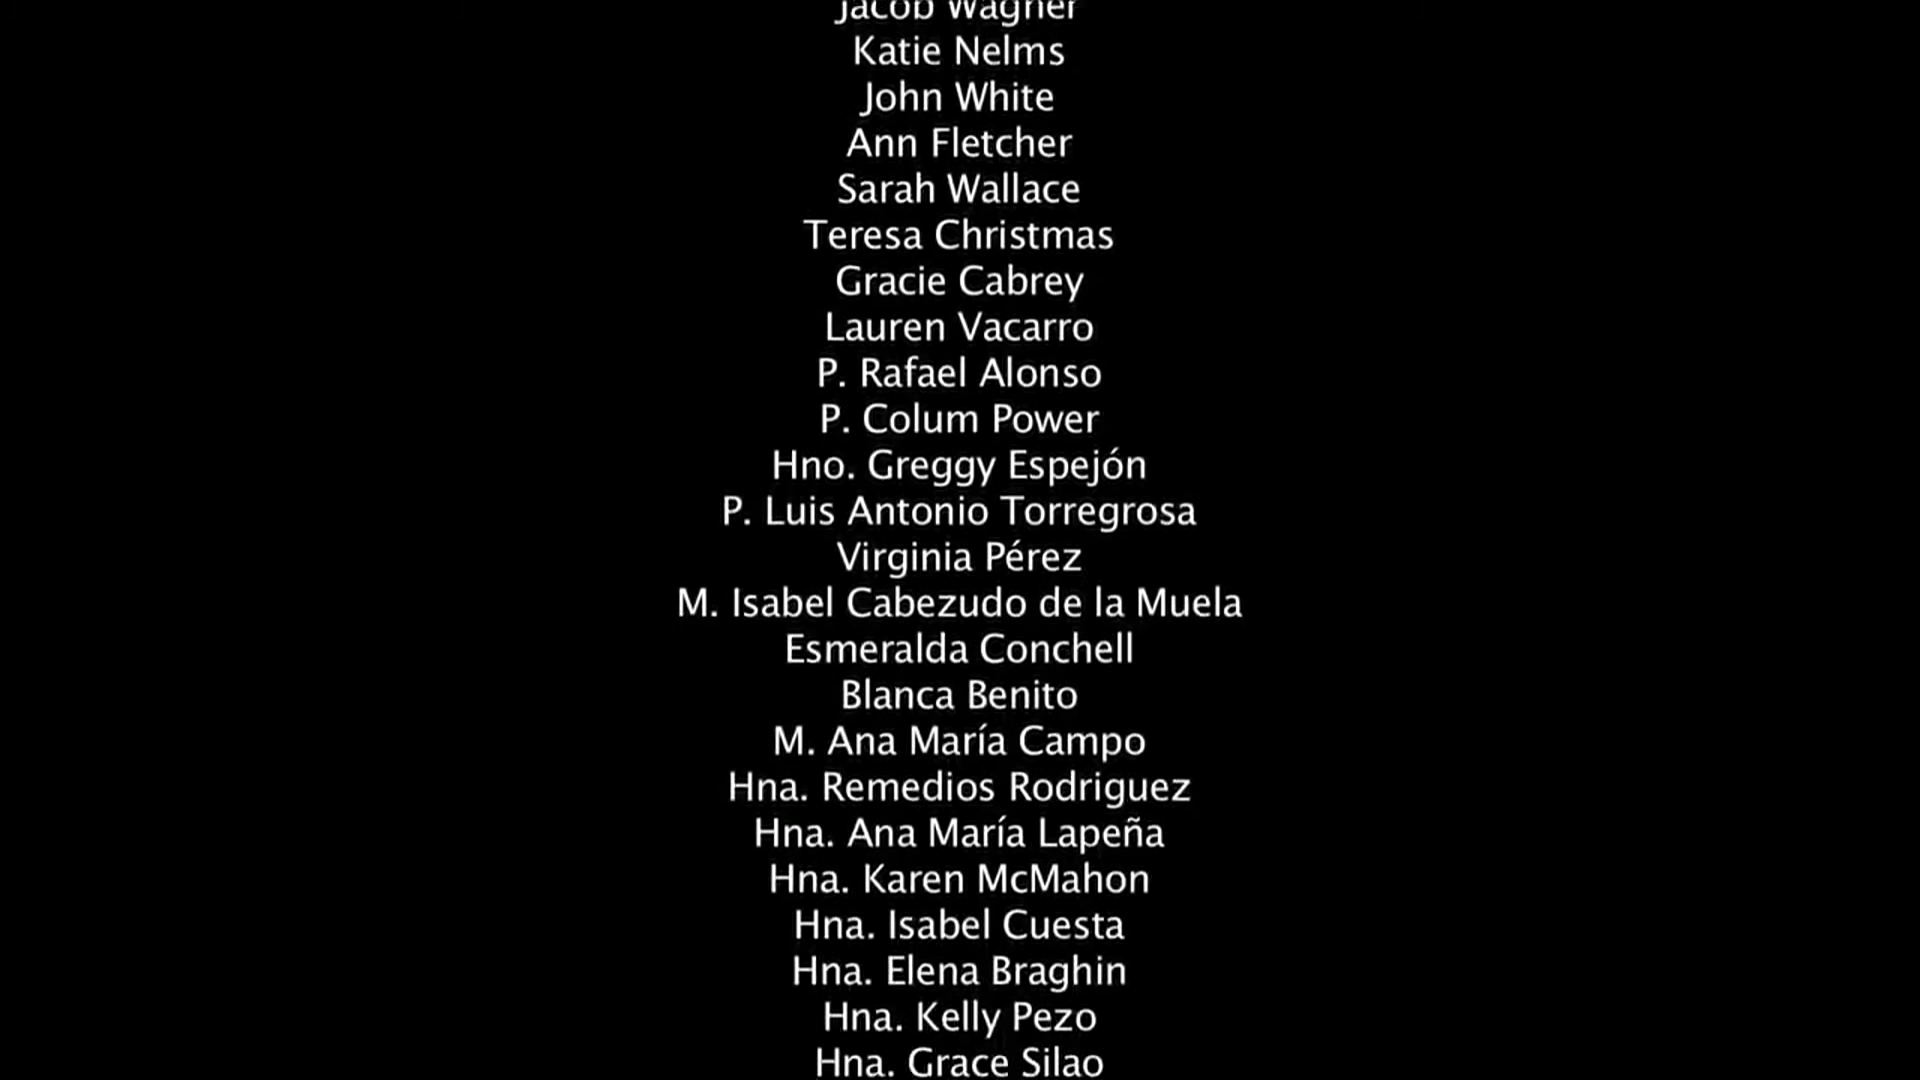 Jacob Wagner
Katie Nelms
John White
Ann Fletcher
Sarah Wallace
Teresa Christmas
Gracie Cabrey
Lauren Vacarro
P. Rafael Alonso
P. Colum Power
Hno. Greggy Espejón
P. Luis Antonio Torregrosa
Virginia Pérez
M. Isabel Cabezudo de la Muela
Esmeralda Conchell
Blanca Benito
M. Ana María Campo
Hna. Remedios Rodriguez
Hna. Ana María Lapeña
Hna. Karen McMahon
Hna. Isabel Cuesta
Hna. Elena Braghin
Hna. Kelly Pezo
Hna. Grace Silao